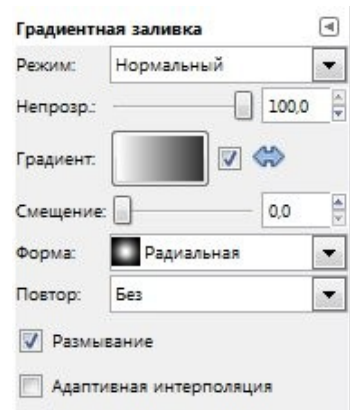 Градиентная заливка
Режим: Нормальный
Непрозр.: 100,0
Градиент:
Смещение: 0,0
Форма: Радиальная
Повтор: Без
Размывание
Адаптивная интерполяция